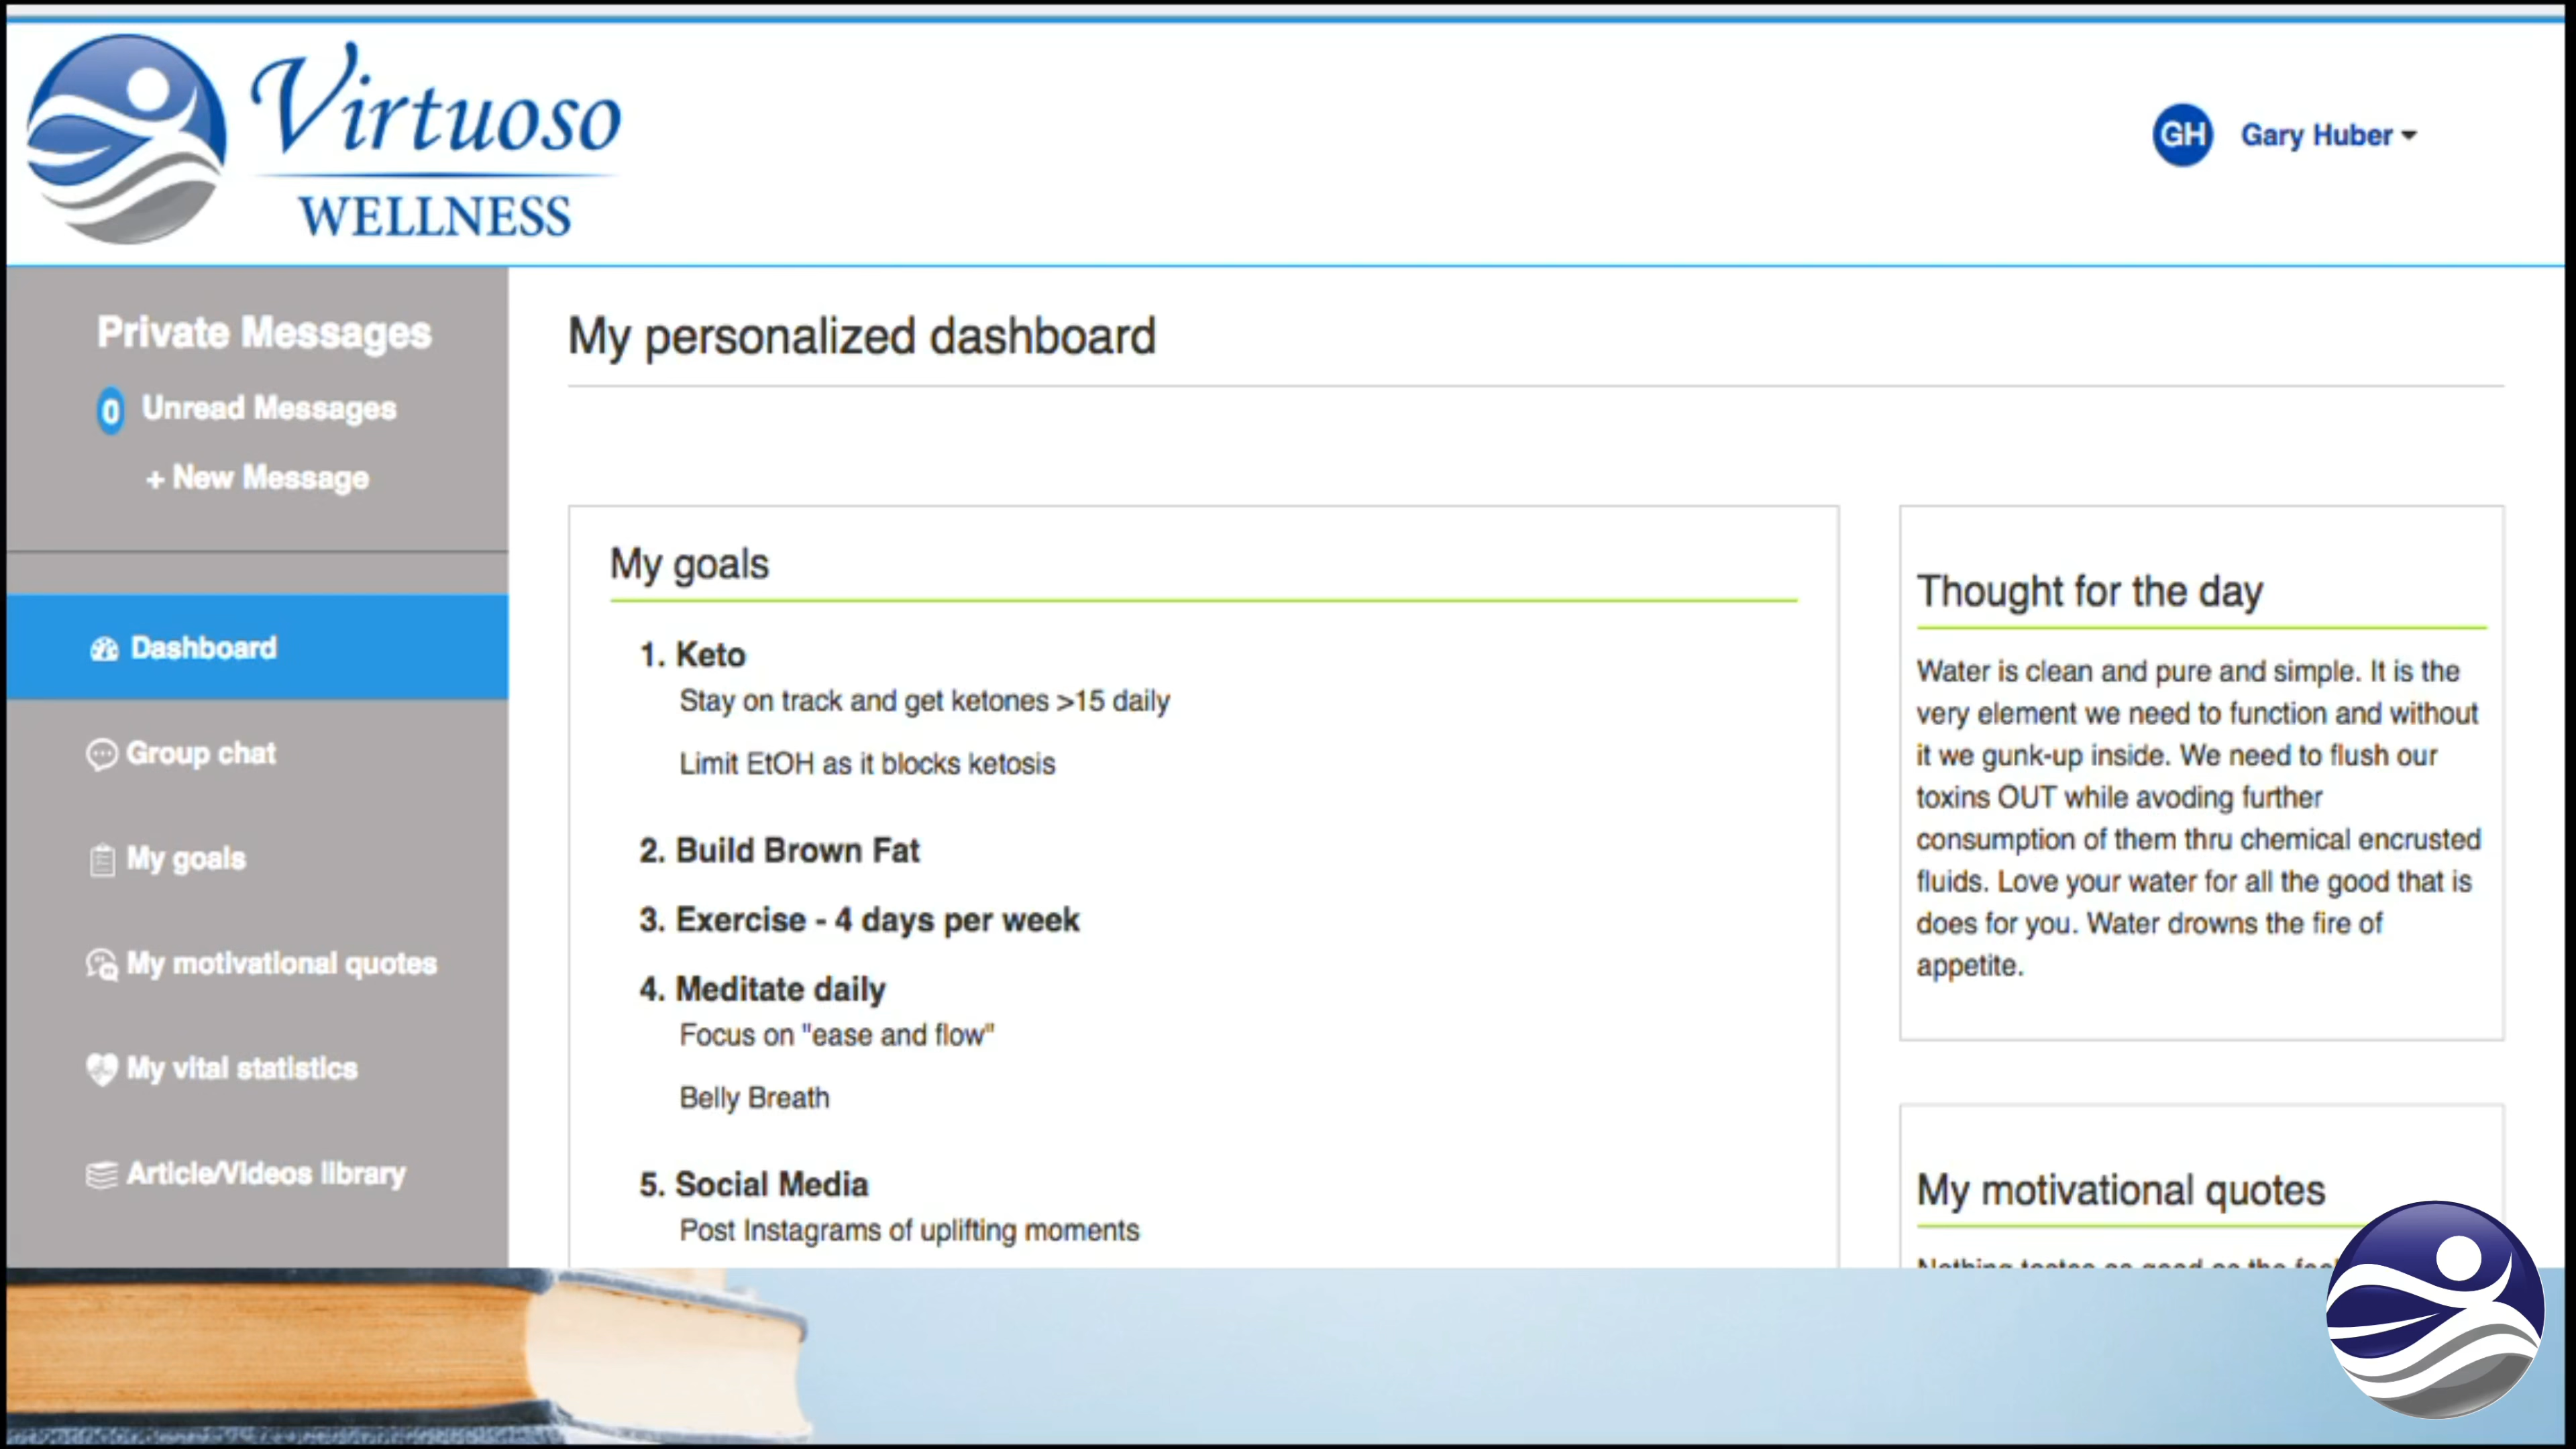 Virtuoso
WELLNESS
GH Gary Huber
Private Messages
0 Unread Messages
+ New Message
Dashboard
Group chat
My goals
My motivational quotes
My vital statistics
Article/Videos library
My personalized dashboard
My goals
1. Keto
Stay on track and get ketones >15 daily
Limit EtOH as it blocks ketosis
2. Build Brown Fat
3. Exercise - 4 days per week
4. Meditate daily
Focus on "ease and flow"
Belly Breath
5. Social Media
Post Instagrams of uplifting moments
Thought for the day
Water is clean and pure and simple. It is the
very element we need to function and without
it we gunk-up inside. We need to flush our
toxins OUT while avoding further
consumption of them thru chemical encrusted
fluids. Love your water for all the good that is
does for you. Water drowns the fire of
appetite.
My motivational quotes